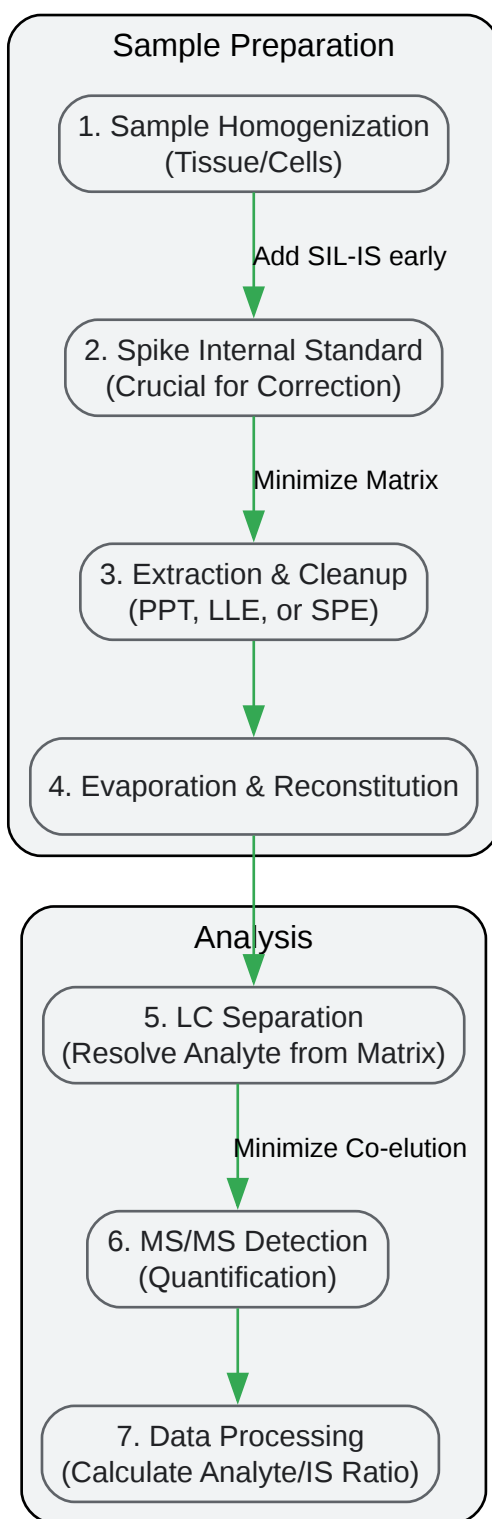 Sample Preparation
1. Sample Homogenization
(Tissue/Cells)
Add SIL-IS early
2. Spike Internal Standard
(Crucial for Correction)
Minimize Matrix
3. Extraction & Cleanup
(PPT, LLE, or SPE)
4. Evaporation & Reconstitution
Analysis
5. LC Separation
(Resolve Analyte from Matrix)
Minimize Co-elution
6. MS/MS Detection
(Quantification)
7. Data Processing
(Calculate Analyte/IS Ratio)